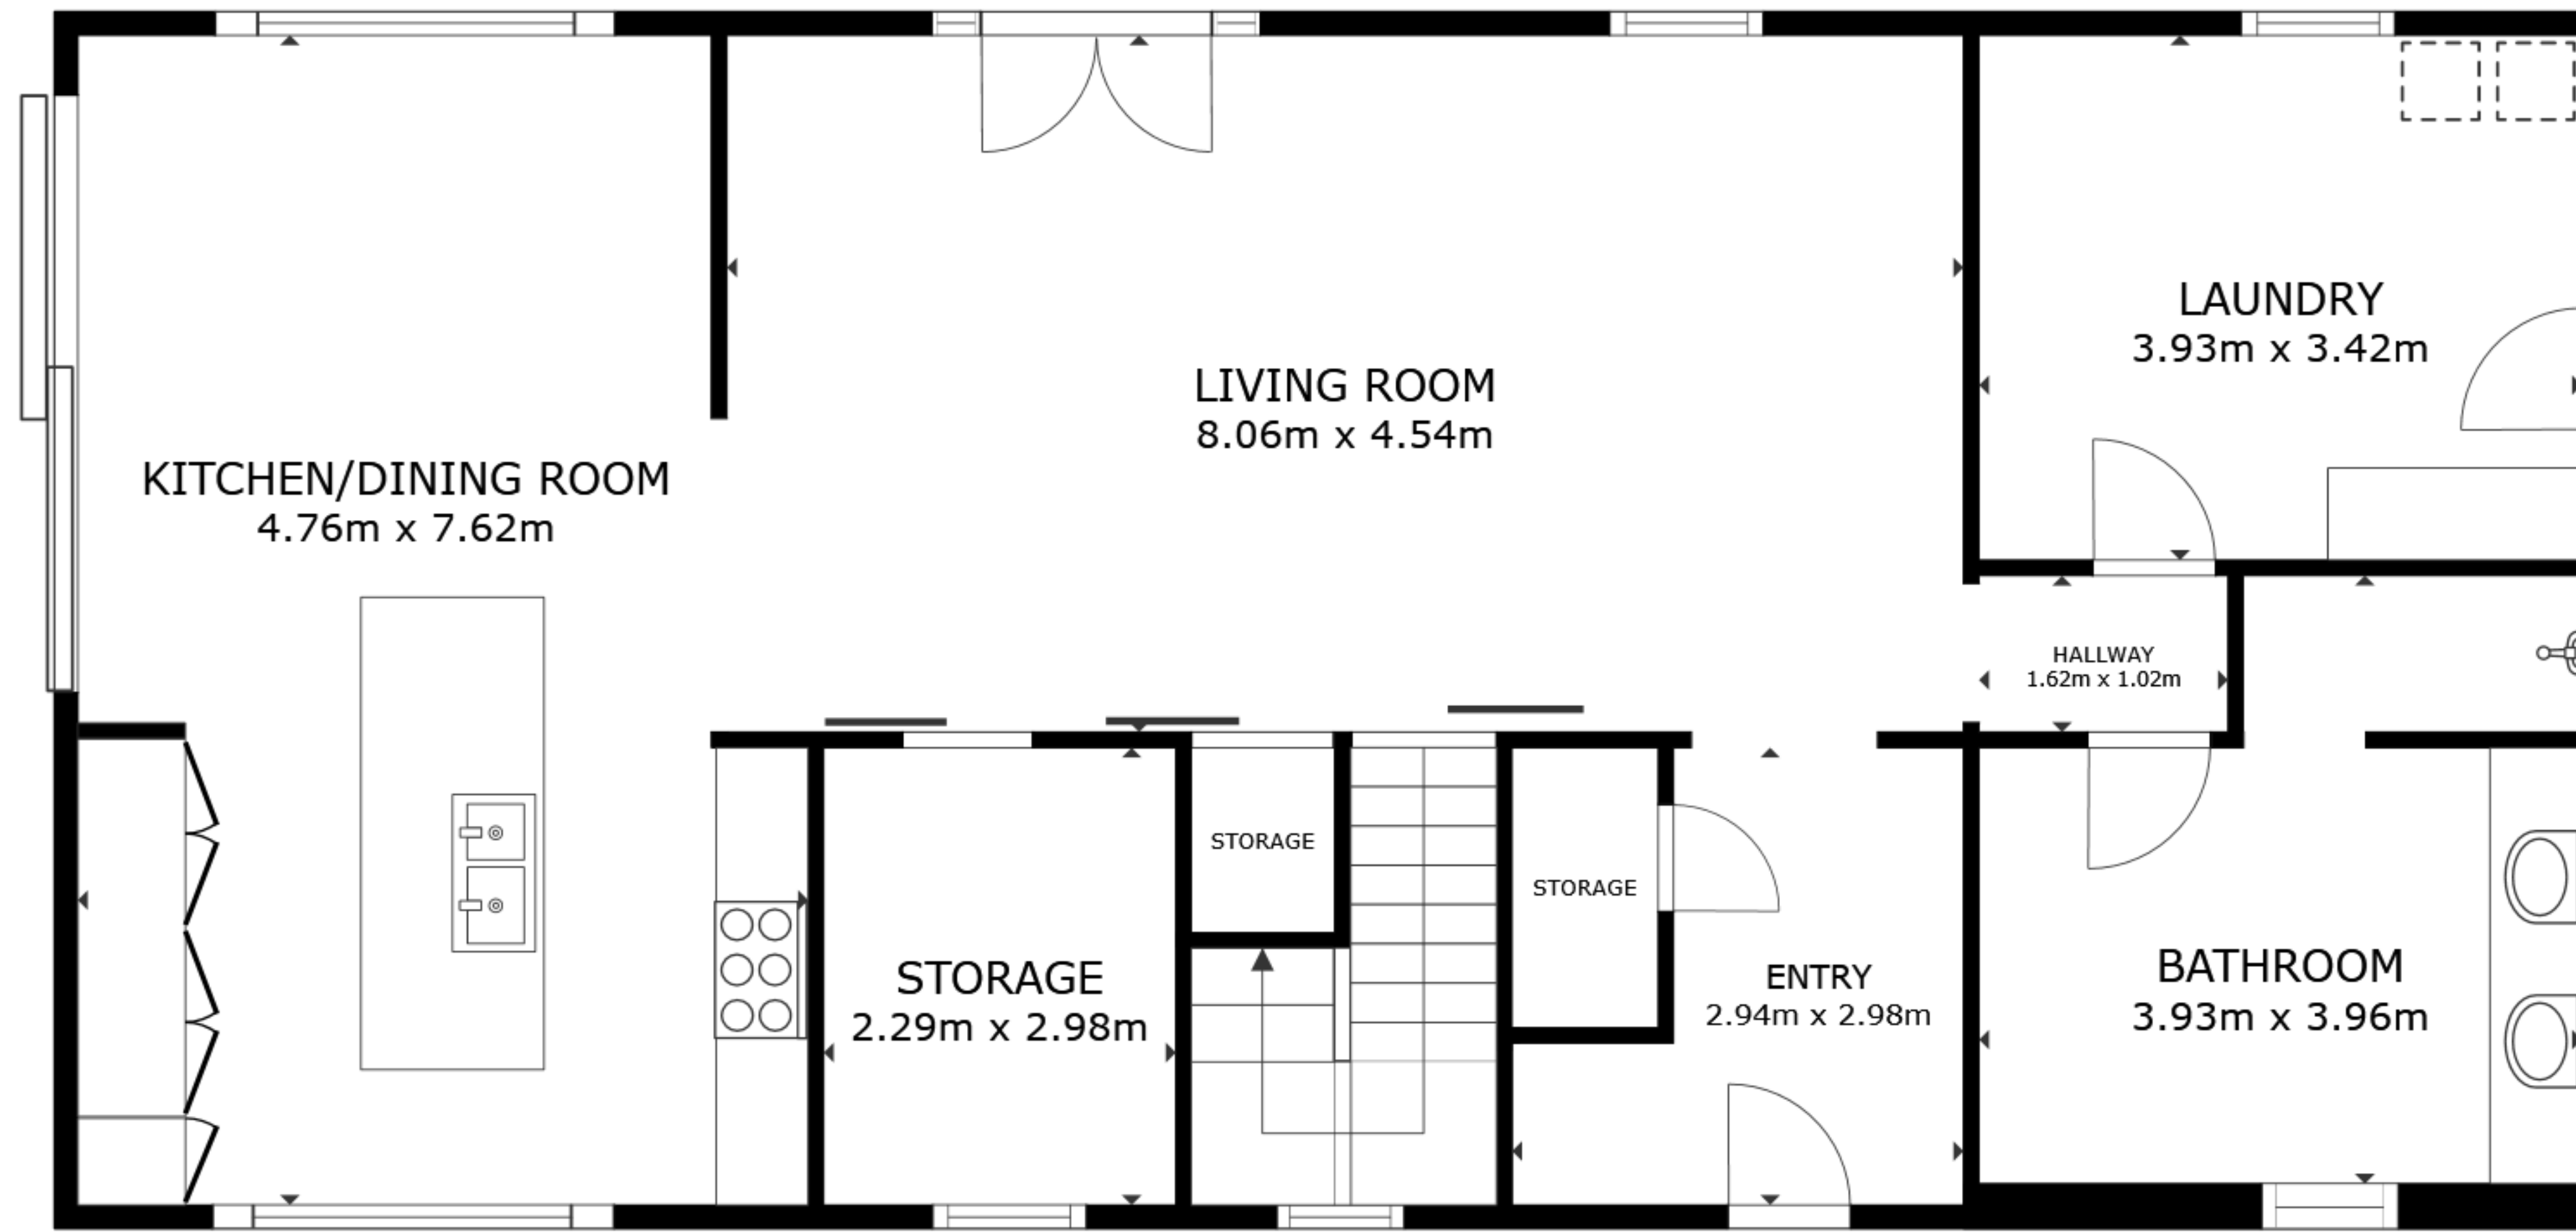 LAUNDRY
3.93m x 3.42m
LIVING ROOM
8.06m x 4.54m
KITCHEN/DINING ROOM
4.76m x 7.62m
HALLWAY
1.62m x 1.02m
STORAGE
STORAGE
STORAGE
2.29m x 2.98m
ENTRY
2.94m x 2.98m
BATHROOM
3.93m x 3.96m